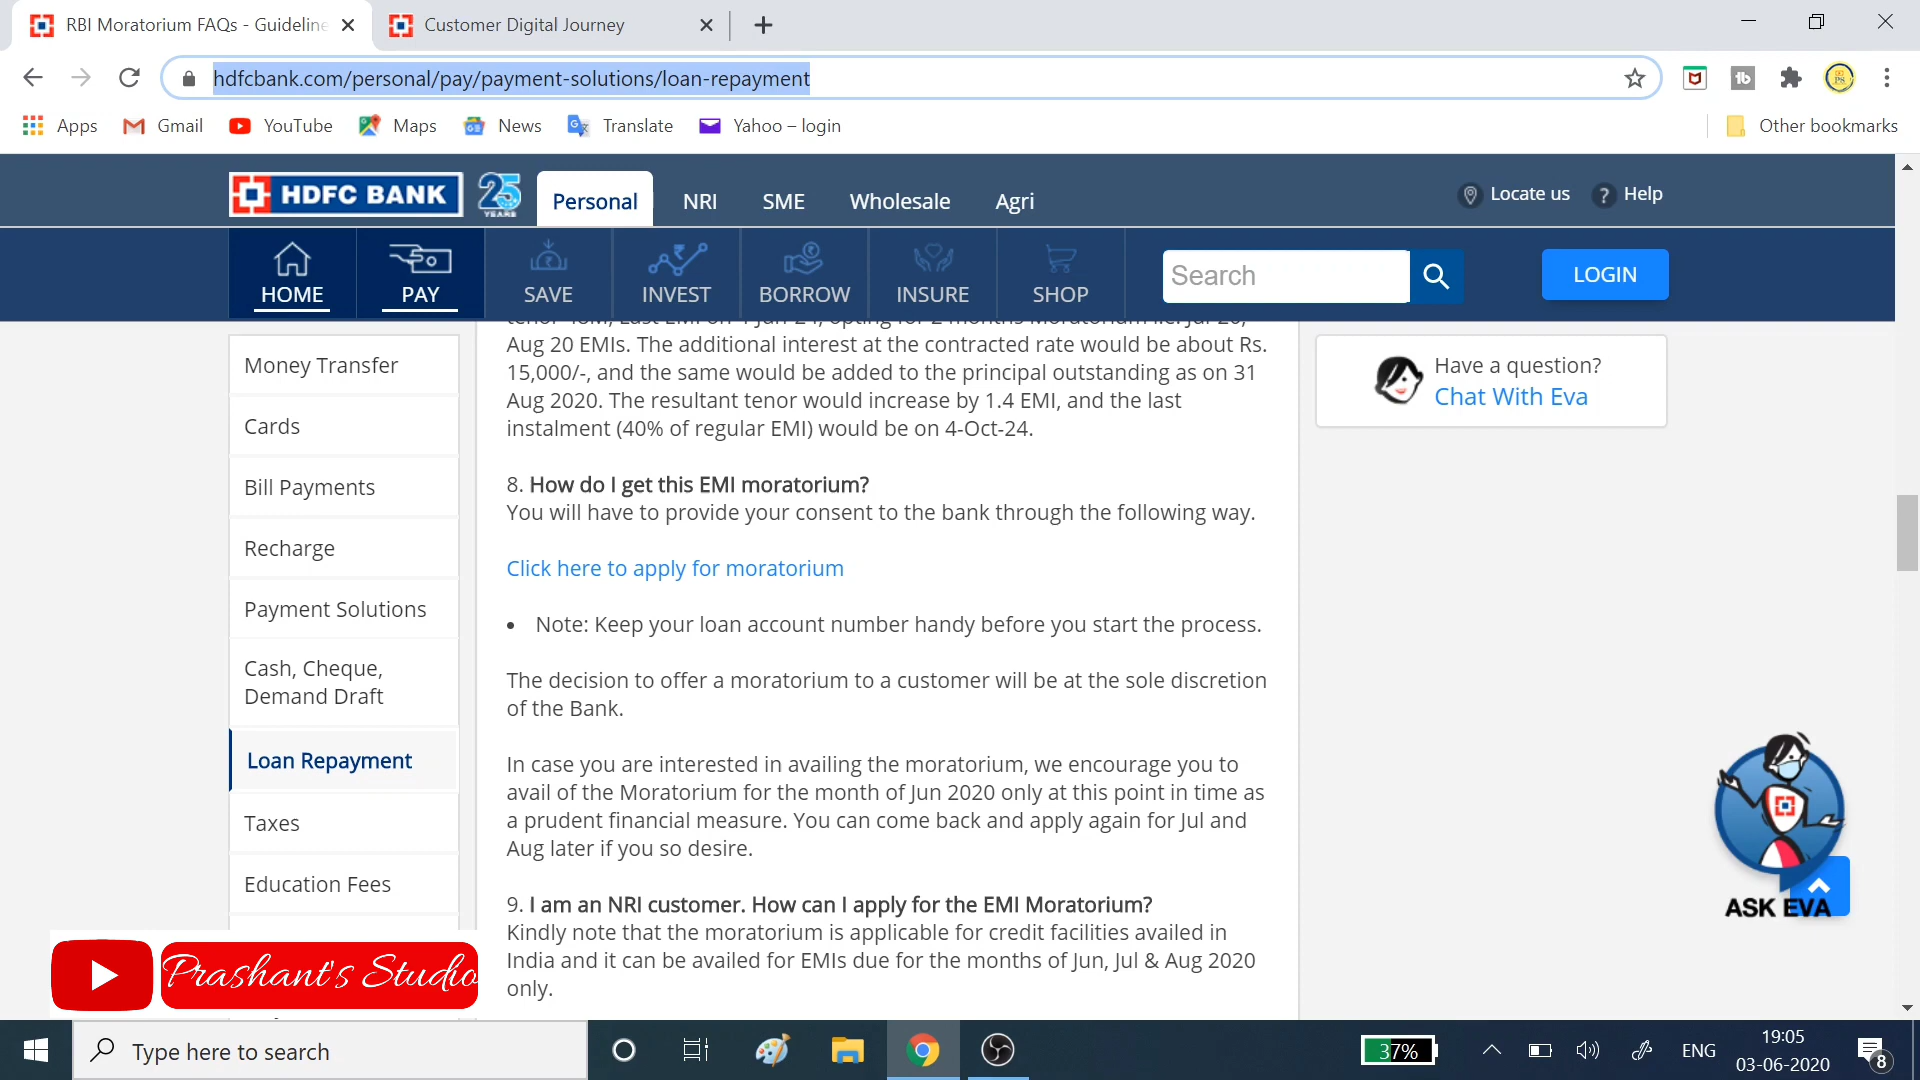 RBI Moratorium FAQs - Guideline
Customer Digital Journey
hdfcbank.com/personal/pay/payment-solutions/loan-repayment
Apps Gmail YouTube Maps News Translate Yahoo – login Other bookmarks
HDFC BANK 25 YEARS Personal NRI SME Wholesale Agri Locate us ? Help
HOME PAY SAVE INVEST BORROW INSURE SHOP Search LOGIN
Money Transfer
Cards
Bill Payments
Recharge
Payment Solutions
Cash, Cheque,
Demand Draft
Loan Repayment
Taxes
Education Fees
Aug 20 EMIs. The additional interest at the contracted rate would be about Rs.
15,000/-, and the same would be added to the principal outstanding as on 31
Aug 2020. The resultant tenor would increase by 1.4 EMI, and the last
instalment (40% of regular EMI) would be on 4-Oct-24.
8. How do I get this EMI moratorium?
You will have to provide your consent to the bank through the following way.
Click here to apply for moratorium
• Note: Keep your loan account number handy before you start the process.
The decision to offer a moratorium to a customer will be at the sole discretion
of the Bank.
In case you are interested in availing the moratorium, we encourage you to
avail of the Moratorium for the month of Jun 2020 only at this point in time as
a prudent financial measure. You can come back and apply again for Jul and
Aug later if you so desire.
9. I am an NRI customer. How can I apply for the EMI Moratorium?
Kindly note that the moratorium is applicable for credit facilities availed in
India and it can be availed for EMIs due for the months of Jun, Jul & Aug 2020
only.
Have a question?
Chat With Eva
ASK EVA
Prashant's Studio
Type here to search
37%
ENG
19:05
03-06-2020
8